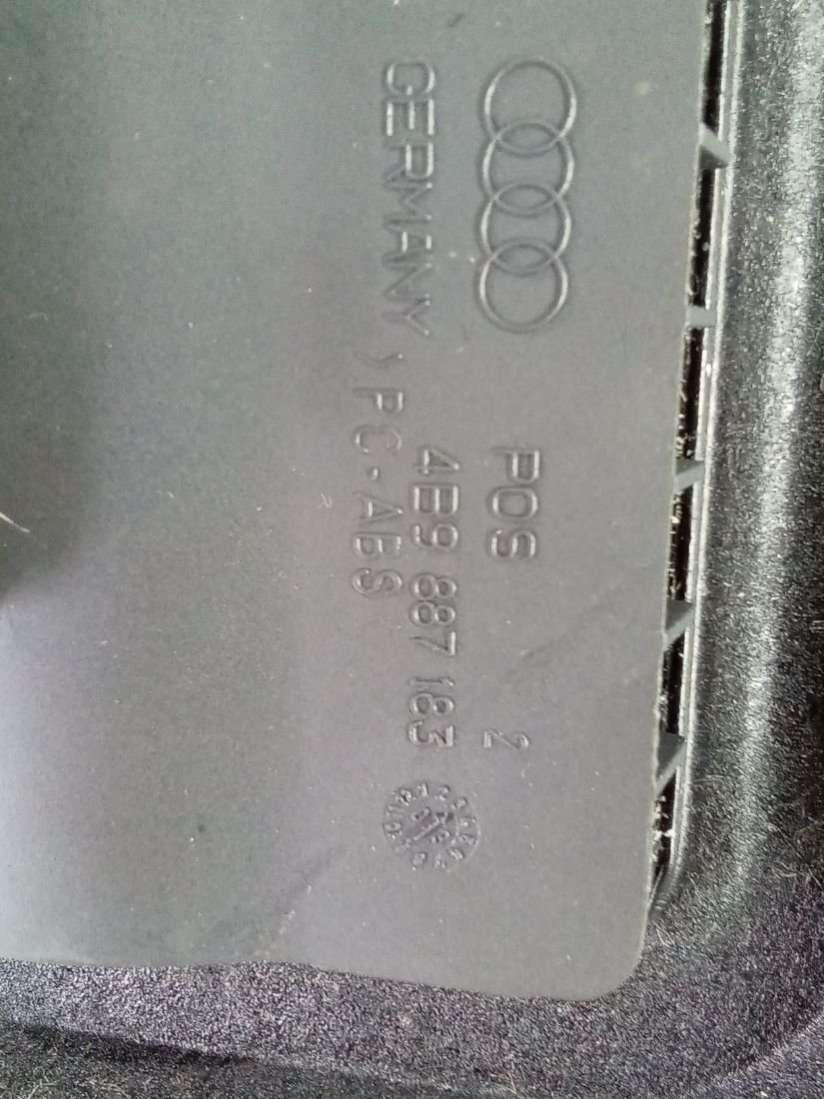 POS 2
4B9 887 183
GERMANY >PC-ABS